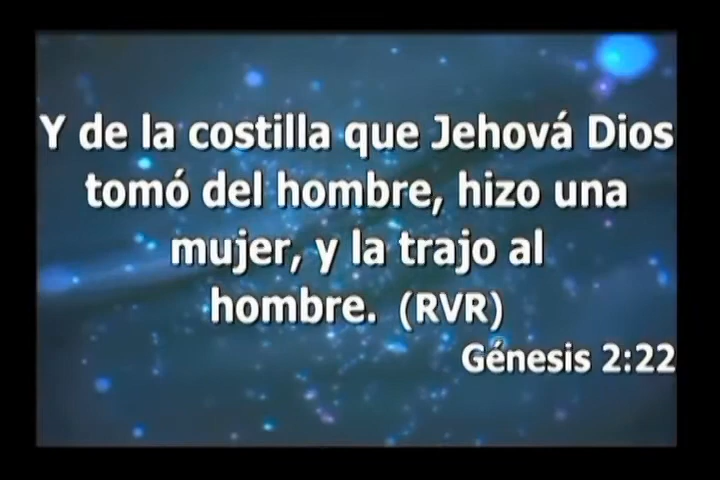 Y de la costilla que Jehová Dios
tomó del hombre, hizo una
mujer, y la trajo al
hombre. (RVR)
Génesis 2:22